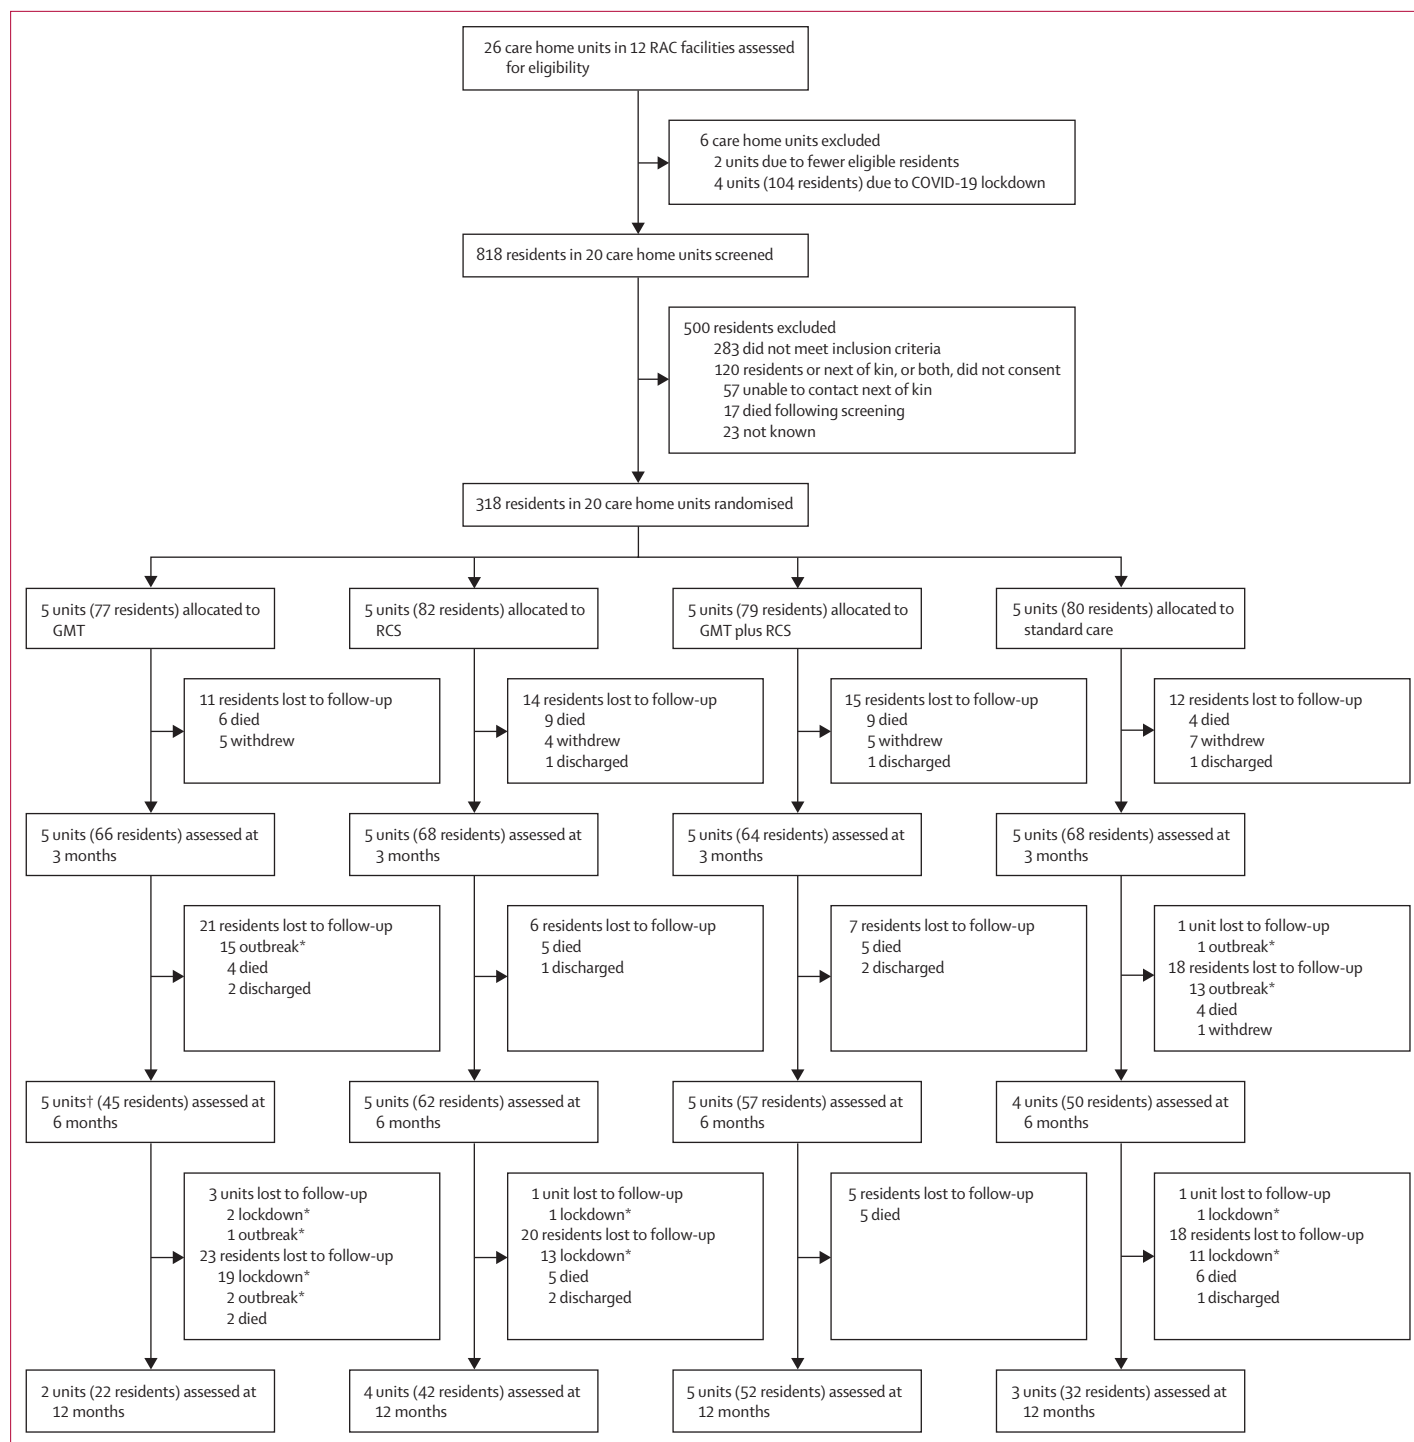 26 care home units in 12 RAC facilities assessed
for eligibility
6 care home units excluded
2 units due to fewer eligible residents
4 units (104 residents) due to COVID-19 lockdown
818 residents in 20 care home units screened
500 residents excluded
283 did not meet inclusion criteria
120 residents or next of kin, or both, did not consent
57 unable to contact next of kin
17 died following screening
23 not known
318 residents in 20 care home units randomised
5 units (77 residents) allocated to
GMT
5 units (82 residents) allocated to
RCS
5 units (79 residents) allocated to
GMT plus RCS
5 units (80 residents) allocated to
standard care
11 residents lost to follow-up
6 died
5 withdrew
14 residents lost to follow-up
9 died
4 withdrew
1 discharged
15 residents lost to follow-up
9 died
5 withdrew
1 discharged
12 residents lost to follow-up
4 died
7 withdrew
1 discharged
5 units (66 residents) assessed at
3 months
5 units (68 residents) assessed at
3 months
5 units (64 residents) assessed at
3 months
5 units (68 residents) assessed at
3 months
21 residents lost to follow-up
15 outbreak*
4 died
2 discharged
6 residents lost to follow-up
5 died
1 discharged
7 residents lost to follow-up
5 died
2 discharged
1 unit lost to follow-up
1 outbreak*
18 residents lost to follow-up
13 outbreak*
4 died
1 withdrew
5 units† (45 residents) assessed at
6 months
5 units (62 residents) assessed at
6 months
5 units (57 residents) assessed at
6 months
4 units (50 residents) assessed at
6 months
3 units lost to follow-up
2 lockdown*
1 outbreak*
23 residents lost to follow-up
19 lockdown*
2 outbreak*
2 died
1 unit lost to follow-up
1 lockdown*
20 residents lost to follow-up
13 lockdown*
5 died
2 discharged
5 residents lost to follow-up
5 died
1 unit lost to follow-up
1 lockdown*
18 residents lost to follow-up
11 lockdown*
6 died
1 discharged
2 units (22 residents) assessed at
12 months
4 units (42 residents) assessed at
12 months
5 units (52 residents) assessed at
12 months
3 units (32 residents) assessed at
12 months